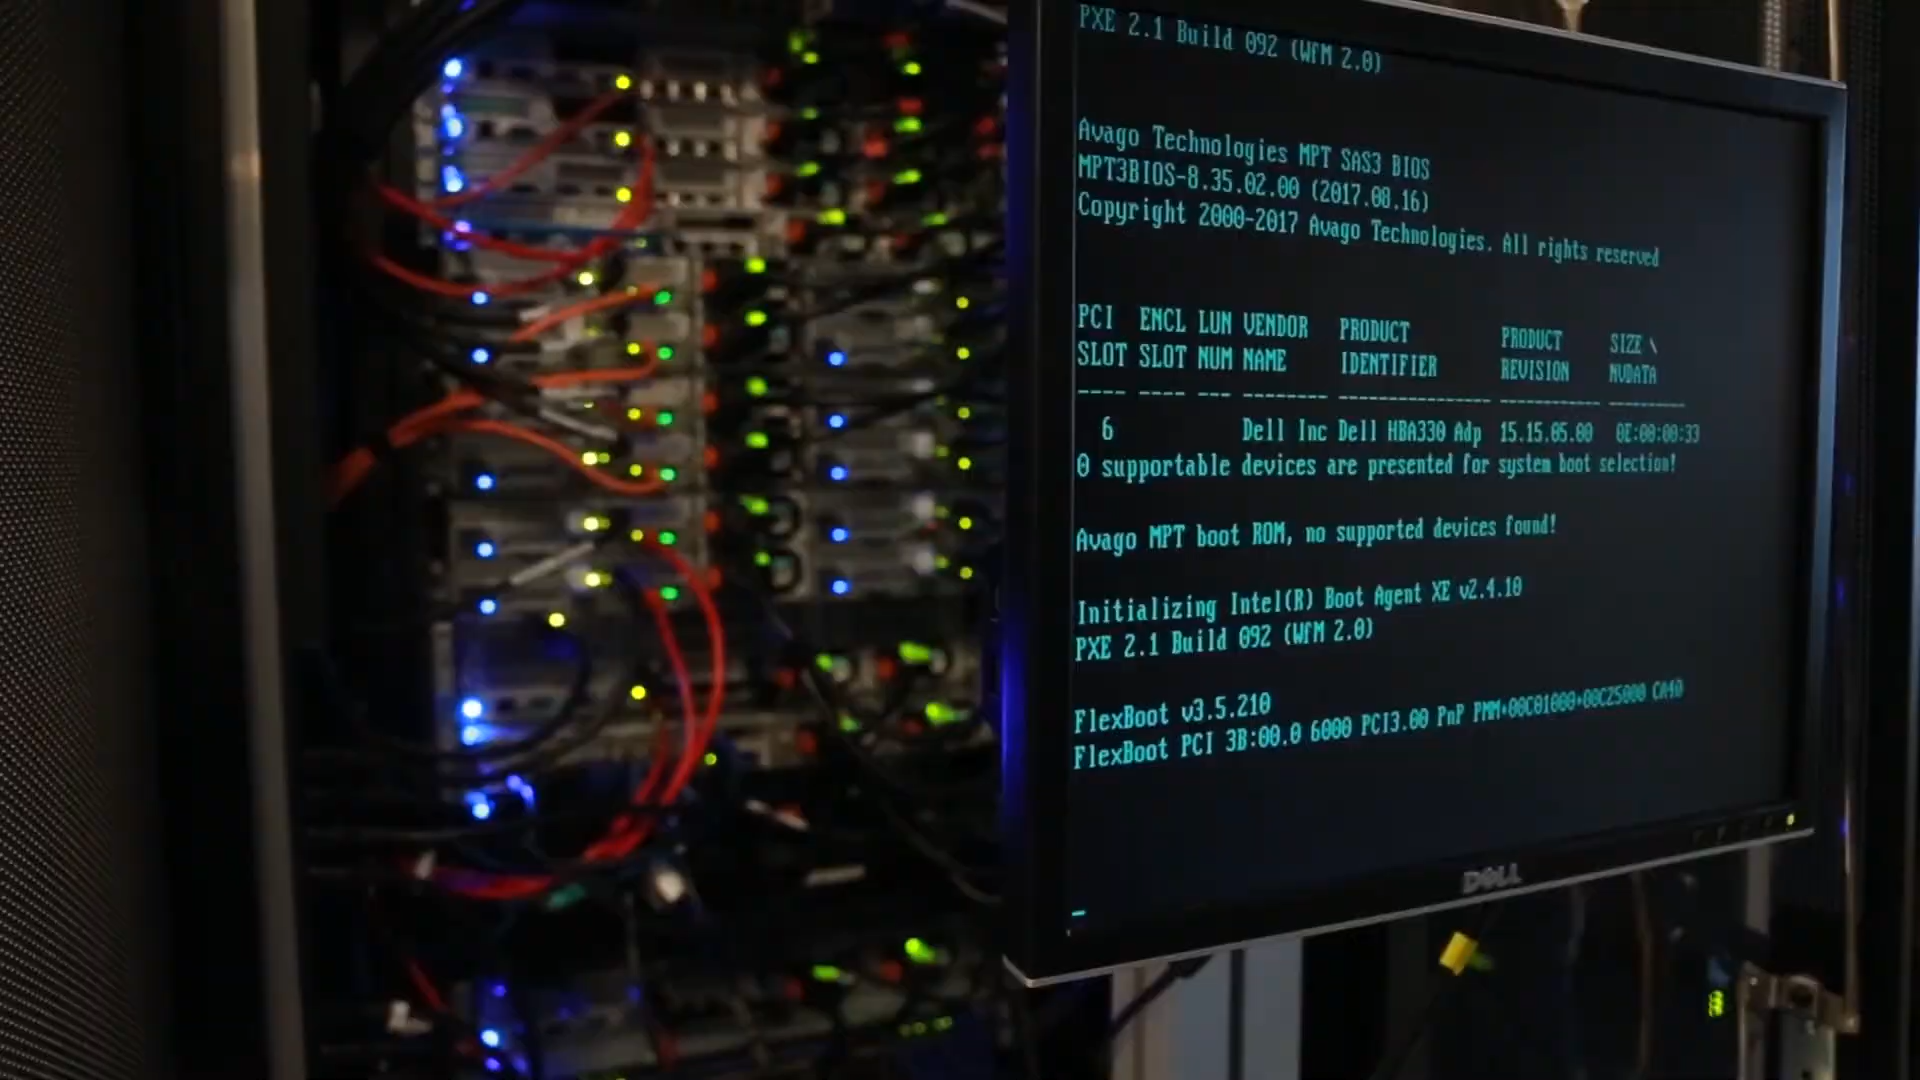 PXE 2.1 Build 092 (WfM 2.0)
Avago Technologies MPT SAS3 BIOS
MPT3BIOS-8.35.02.00 (2017.08.16)
Copyright 2000-2017 Avago Technologies. All rights reserved
PCI ENCL LUN VENDOR PRODUCT PRODUCT SIZE \
SLOT SLOT NUM NAME IDENTIFIER REVISION NVDATA
---- ---- --- -------- ---------------- ---------- ---------
6 Dell Inc Dell HBA330 Adp 15.15.05.00 0E:00:00:33
0 supportable devices are presented for system boot selection!
Avago MPT boot ROM, no supported devices found!
Initializing Intel(R) Boot Agent XE v2.4.10
PXE 2.1 Build 092 (WfM 2.0)
FlexBoot v3.5.210
FlexBoot PCI 3B:00.0 6000 PCI3.00 PnP PMM+00C01000+00C25000 CA40
DELL